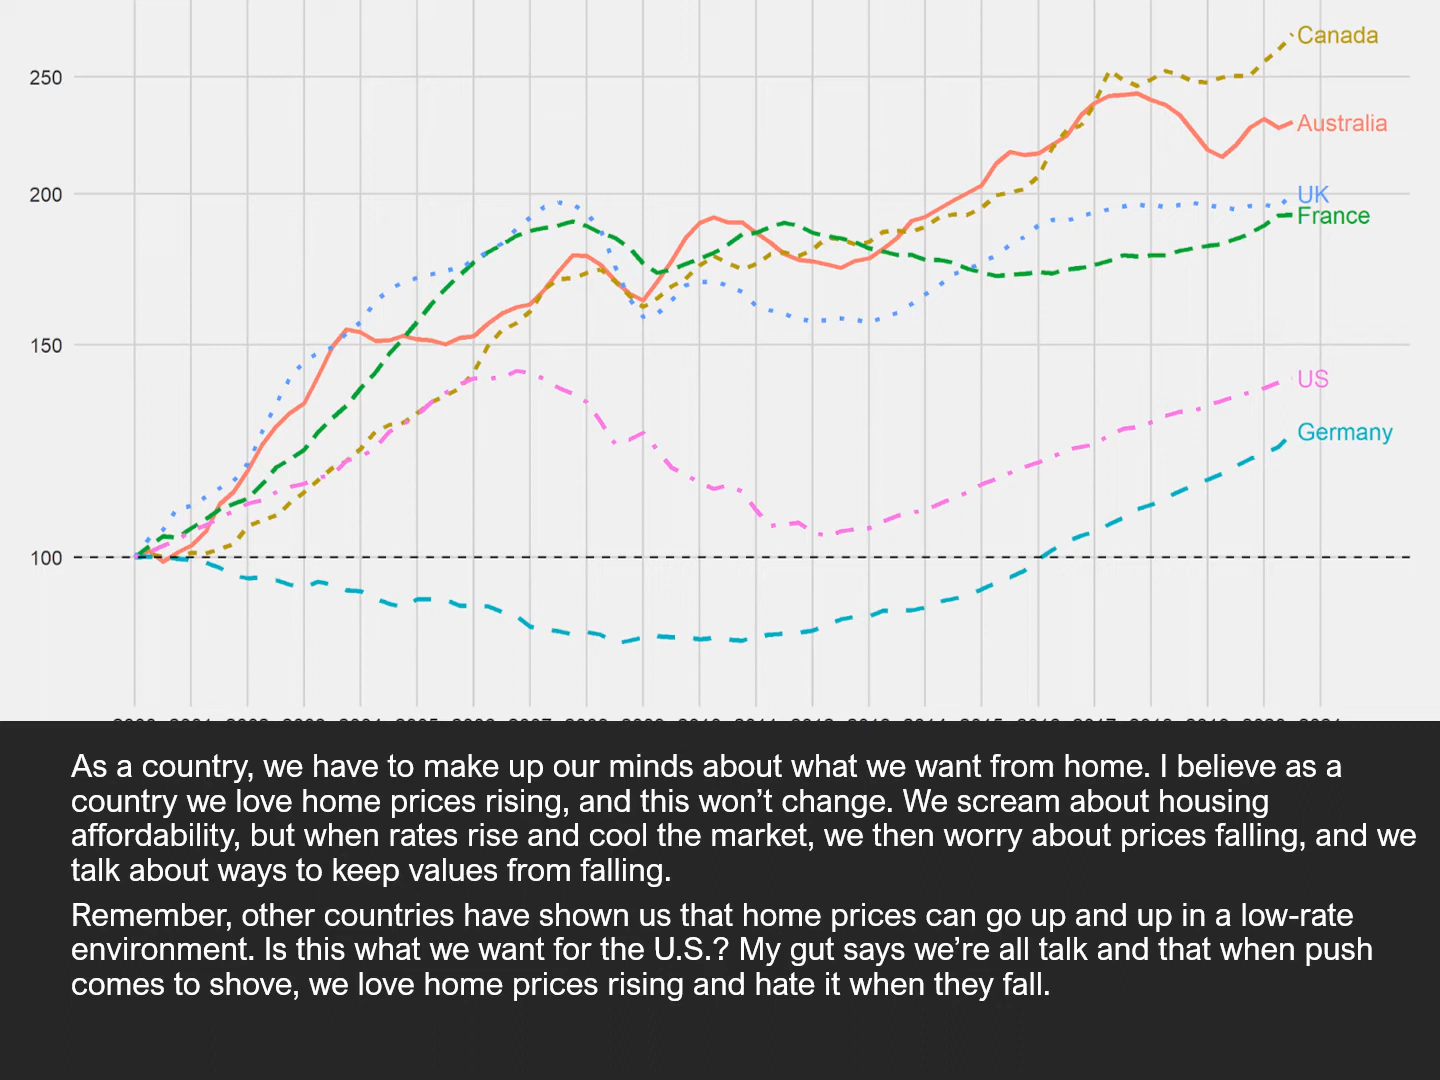 Canada
250
Australia
200
UK
France
150
US
Germany
100
As a country, we have to make up our minds about what we want from home. I believe as a
country we love home prices rising, and this won’t change. We scream about housing
affordability, but when rates rise and cool the market, we then worry about prices falling, and we
talk about ways to keep values from falling.
Remember, other countries have shown us that home prices can go up and up in a low-rate
environment. Is this what we want for the U.S.? My gut says we’re all talk and that when push
comes to shove, we love home prices rising and hate it when they fall.